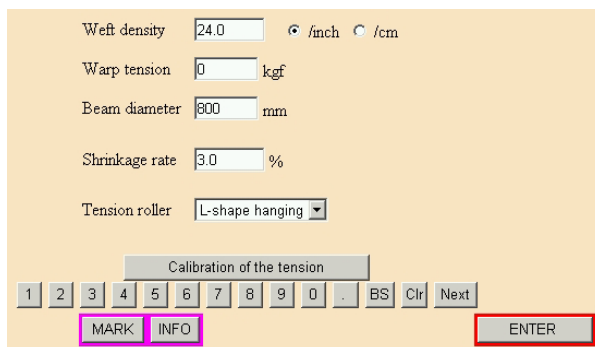 Weft density 24.0 /inch /cm
Warp tension 0 kgf
Beam diameter 800 mm
Shrinkage rate 3.0 %
Tension roller L-shape hanging
Calibration of the tension
1 2 3 4 5 6 7 8 9 0 . BS Clr Next
MARK INFO ENTER